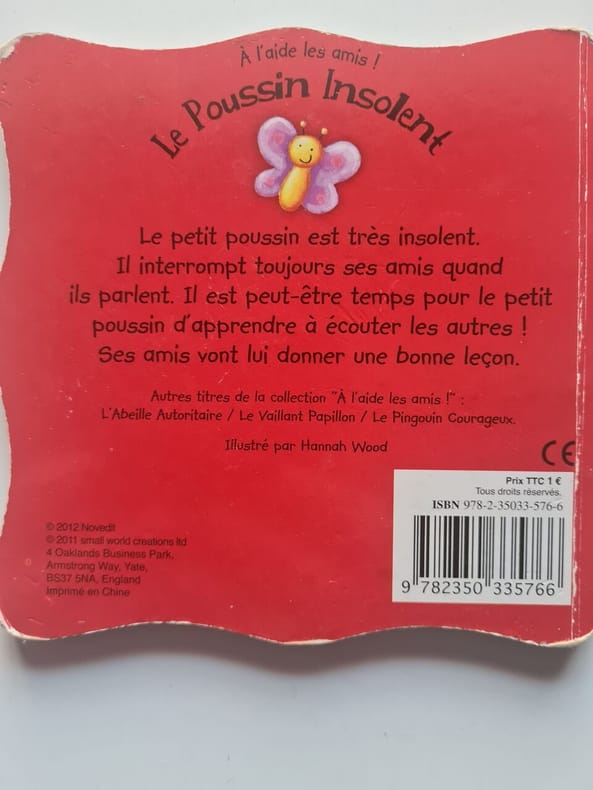 À l'aide les amis !
Le Poussin Insolent
Le petit poussin est très insolent.
Il interrompt toujours ses amis quand
ils parlent. Il est peut-être temps pour le petit
poussin d'apprendre à écouter les autres !
Ses amis vont lui donner une bonne leçon.
Autres titres de la collection "À l'aide les amis !" :
L'Abeille Autoritaire / Le Vaillant Papillon / Le Pingouin Courageux.
Illustré par Hannah Wood
CE
Prix TTC 1 €
Tous droits réservés.
ISBN 978-2-35033-576-6
9 782350 335766
© 2012 Novedit
© 2011 small world creations ltd
4 Oaklands Business Park,
Armstrong Way, Yate,
BS37 5NA, England
Imprimé en Chine